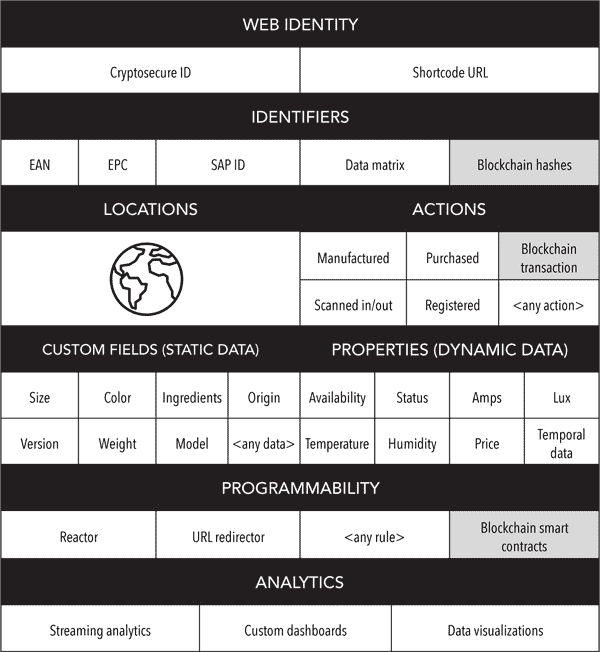 WEB IDENTITY
Cryptosecure ID
Shortcode URL
IDENTIFIERS
EAN
EPC
SAP ID
Data matrix
Blockchain hashes
LOCATIONS
ACTIONS
Manufactured
Purchased
Blockchain
transaction
Scanned in/out
Registered
<any action>
CUSTOM FIELDS (STATIC DATA)
PROPERTIES (DYNAMIC DATA)
Size
Color
Ingredients
Origin
Availability
Status
Amps
Lux
Version
Weight
Model
<any data>
Temperature
Humidity
Price
Temporal
data
PROGRAMMABILITY
Reactor
URL redirector
<any rule>
Blockchain smart
contracts
ANALYTICS
Streaming analytics
Custom dashboards
Data visualizations